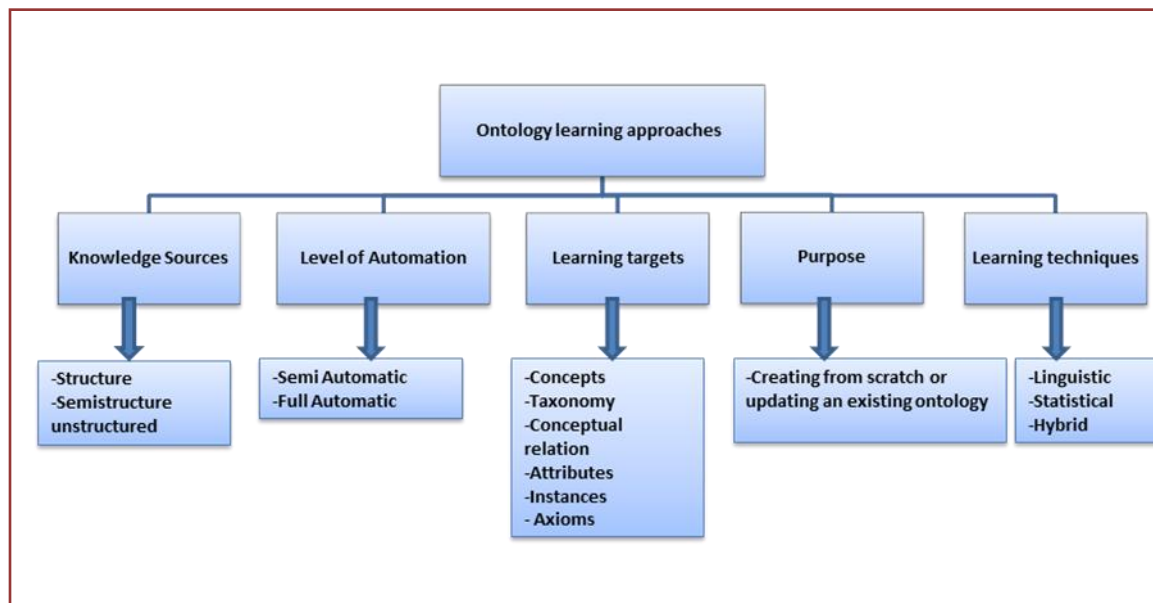 Ontology learning approaches
Knowledge Sources
Level of Automation
Learning targets
Purpose
Learning techniques
-Structure
-Semistructure
unstructured
-Semi Automatic
-Full Automatic
-Concepts
-Taxonomy
-Conceptual
relation
-Attributes
-Instances
- Axioms
-Creating from scratch or
updating an existing ontology
-Linguistic
-Statistical
-Hybrid